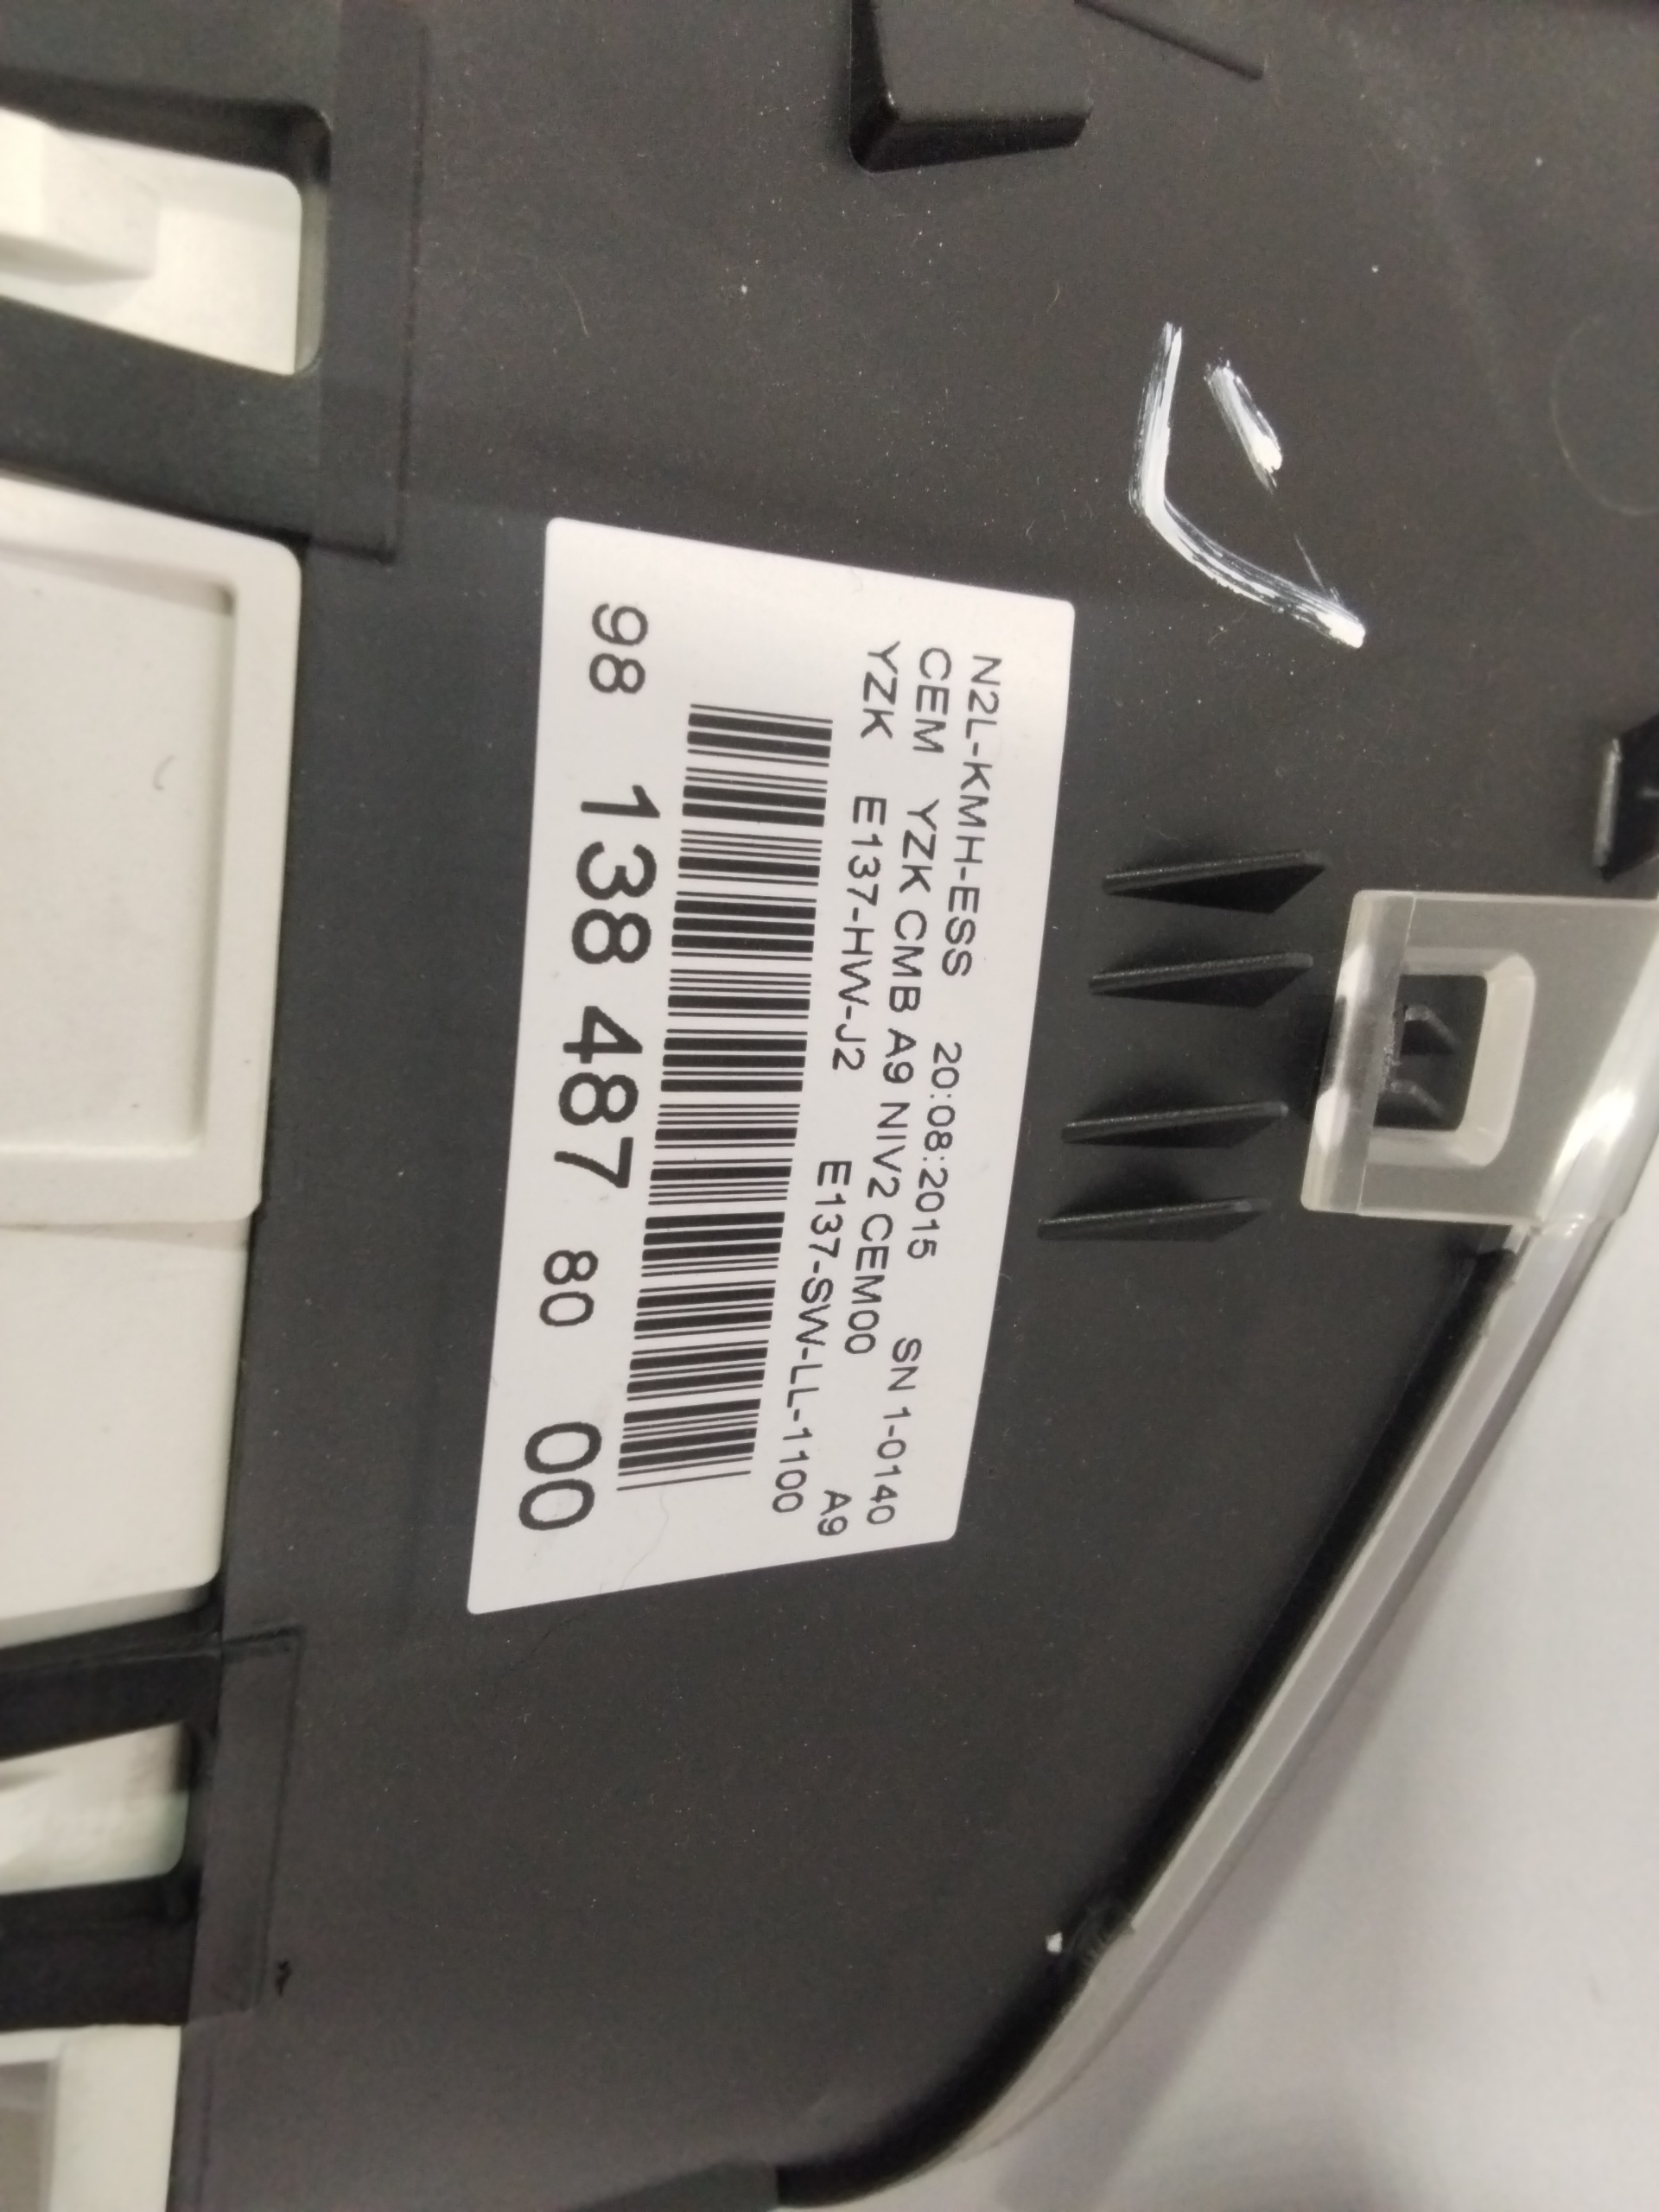 N2L-KMH-ESS 20:08:2015 SN 1-0140
CEM YZK CMB A9 NIV2 CEM00 A9
YZK E137-HW-J2 E137-SW-LL-1100
98 138 487 80 00